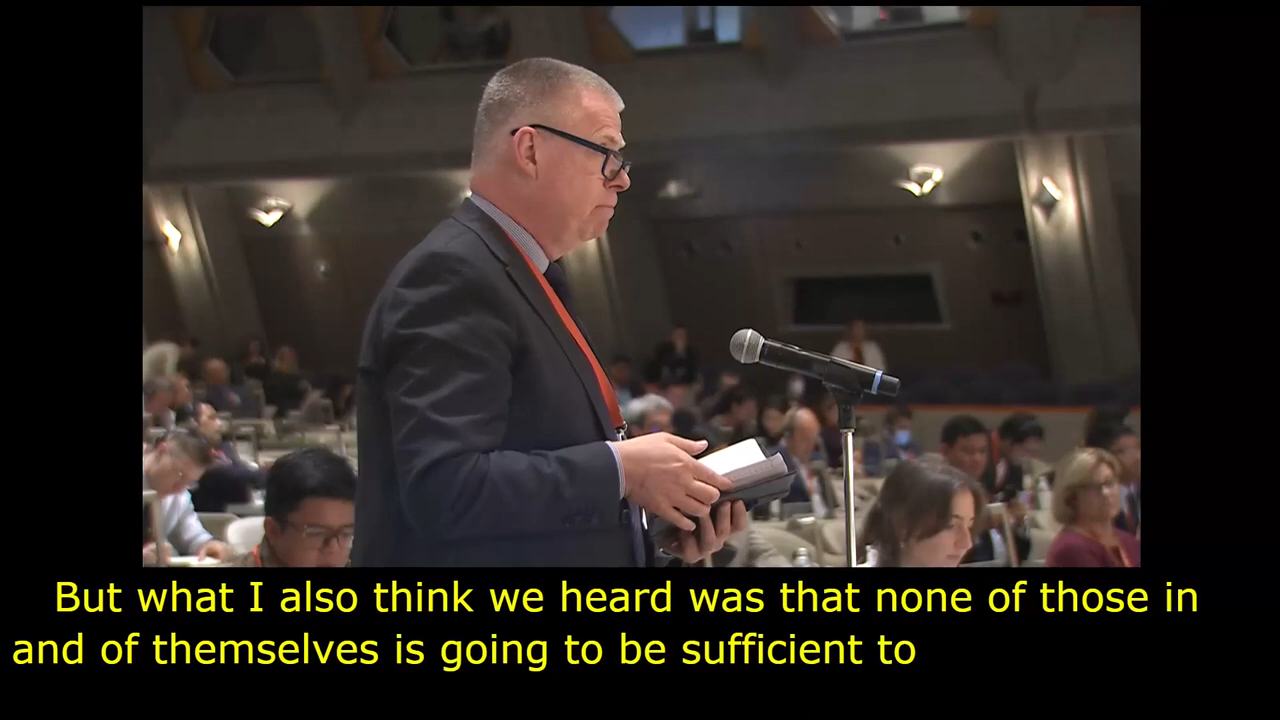 But what I also think we heard was that none of those in
and of themselves is going to be sufficient to